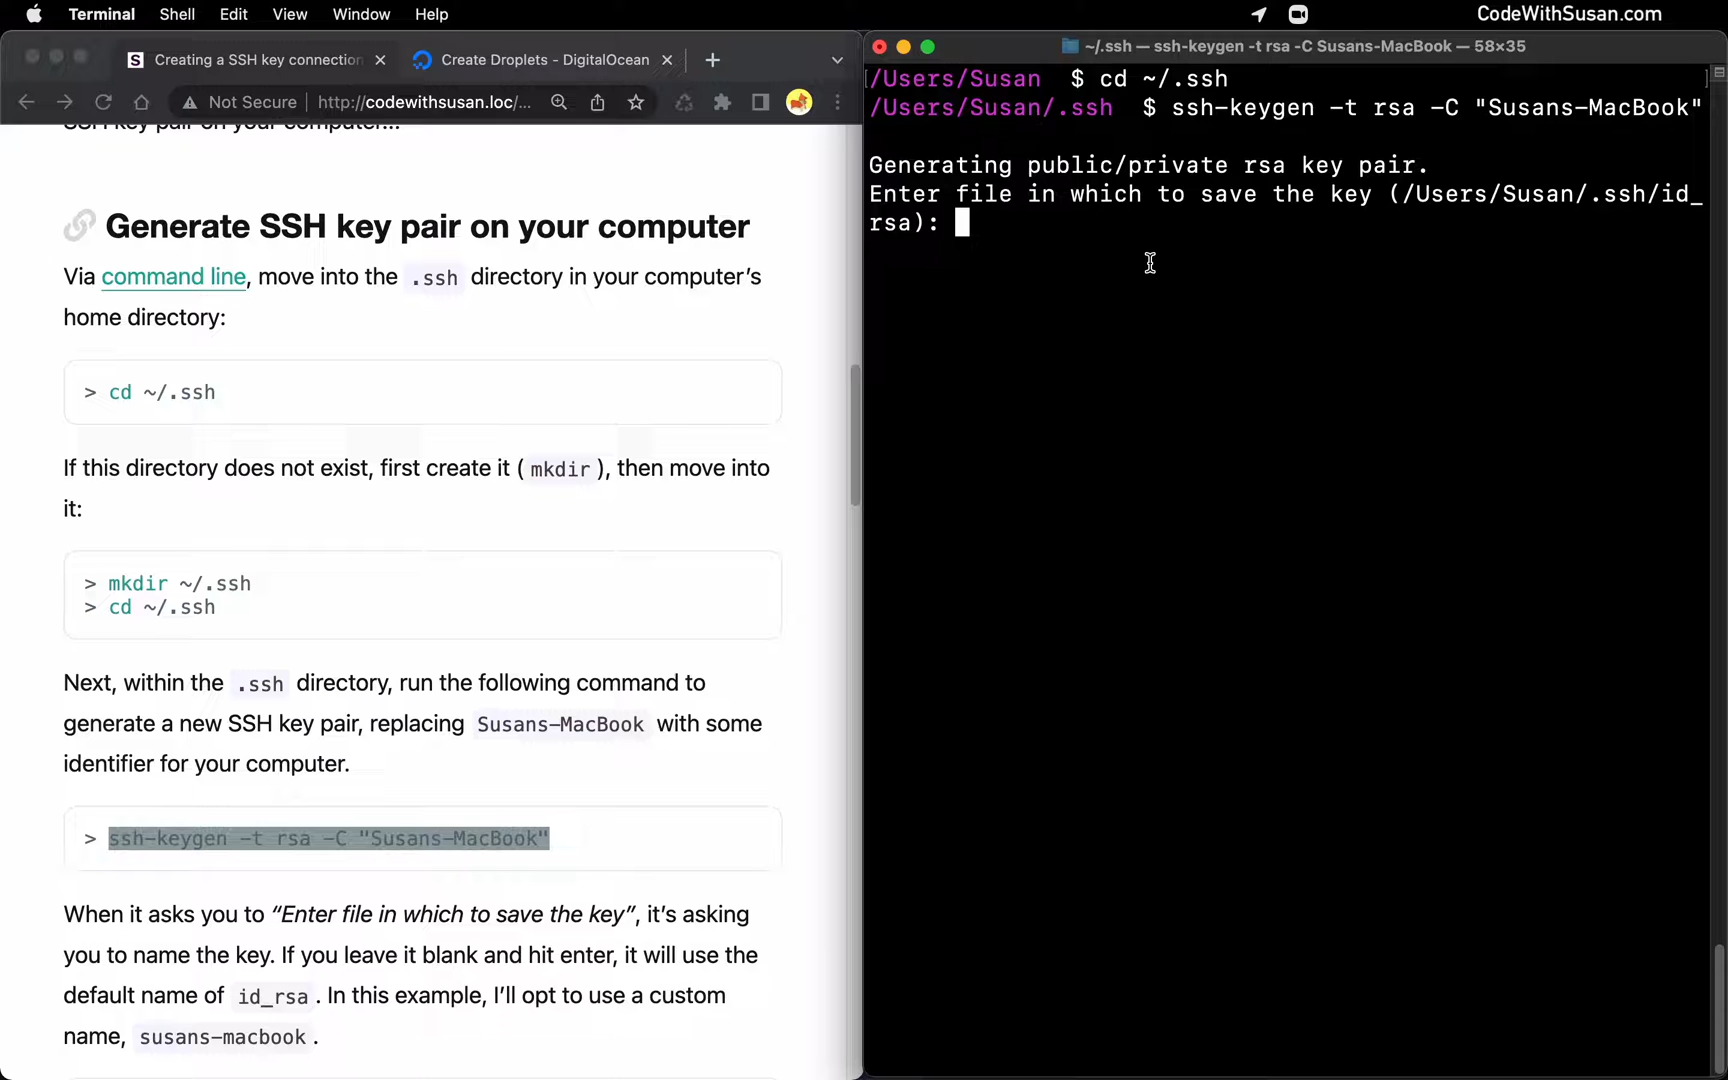 Terminal Shell Edit View Window Help
CodeWithSusan.com
Creating a SSH key connection
Create Droplets - DigitalOcean
Not Secure http://codewithsusan.loc/...
SSH key pair on your computer...
Generate SSH key pair on your computer
Via command line, move into the .ssh directory in your computer's
home directory:
> cd ~/.ssh
If this directory does not exist, first create it ( mkdir ), then move into
it:
> mkdir ~/.ssh
> cd ~/.ssh
Next, within the .ssh directory, run the following command to
generate a new SSH key pair, replacing Susans-MacBook with some
identifier for your computer.
> ssh-keygen -t rsa -C "Susans-MacBook"
When it asks you to “Enter file in which to save the key”, it’s asking
you to name the key. If you leave it blank and hit enter, it will use the
default name of id_rsa . In this example, I’ll opt to use a custom
name, susans-macbook .
~/.ssh — ssh-keygen -t rsa -C Susans-MacBook — 58×35
[/Users/Susan $ cd ~/.ssh ]
/Users/Susan/.ssh $ ssh-keygen -t rsa -C "Susans-MacBook"
Generating public/private rsa key pair.
Enter file in which to save the key (/Users/Susan/.ssh/id_
rsa):